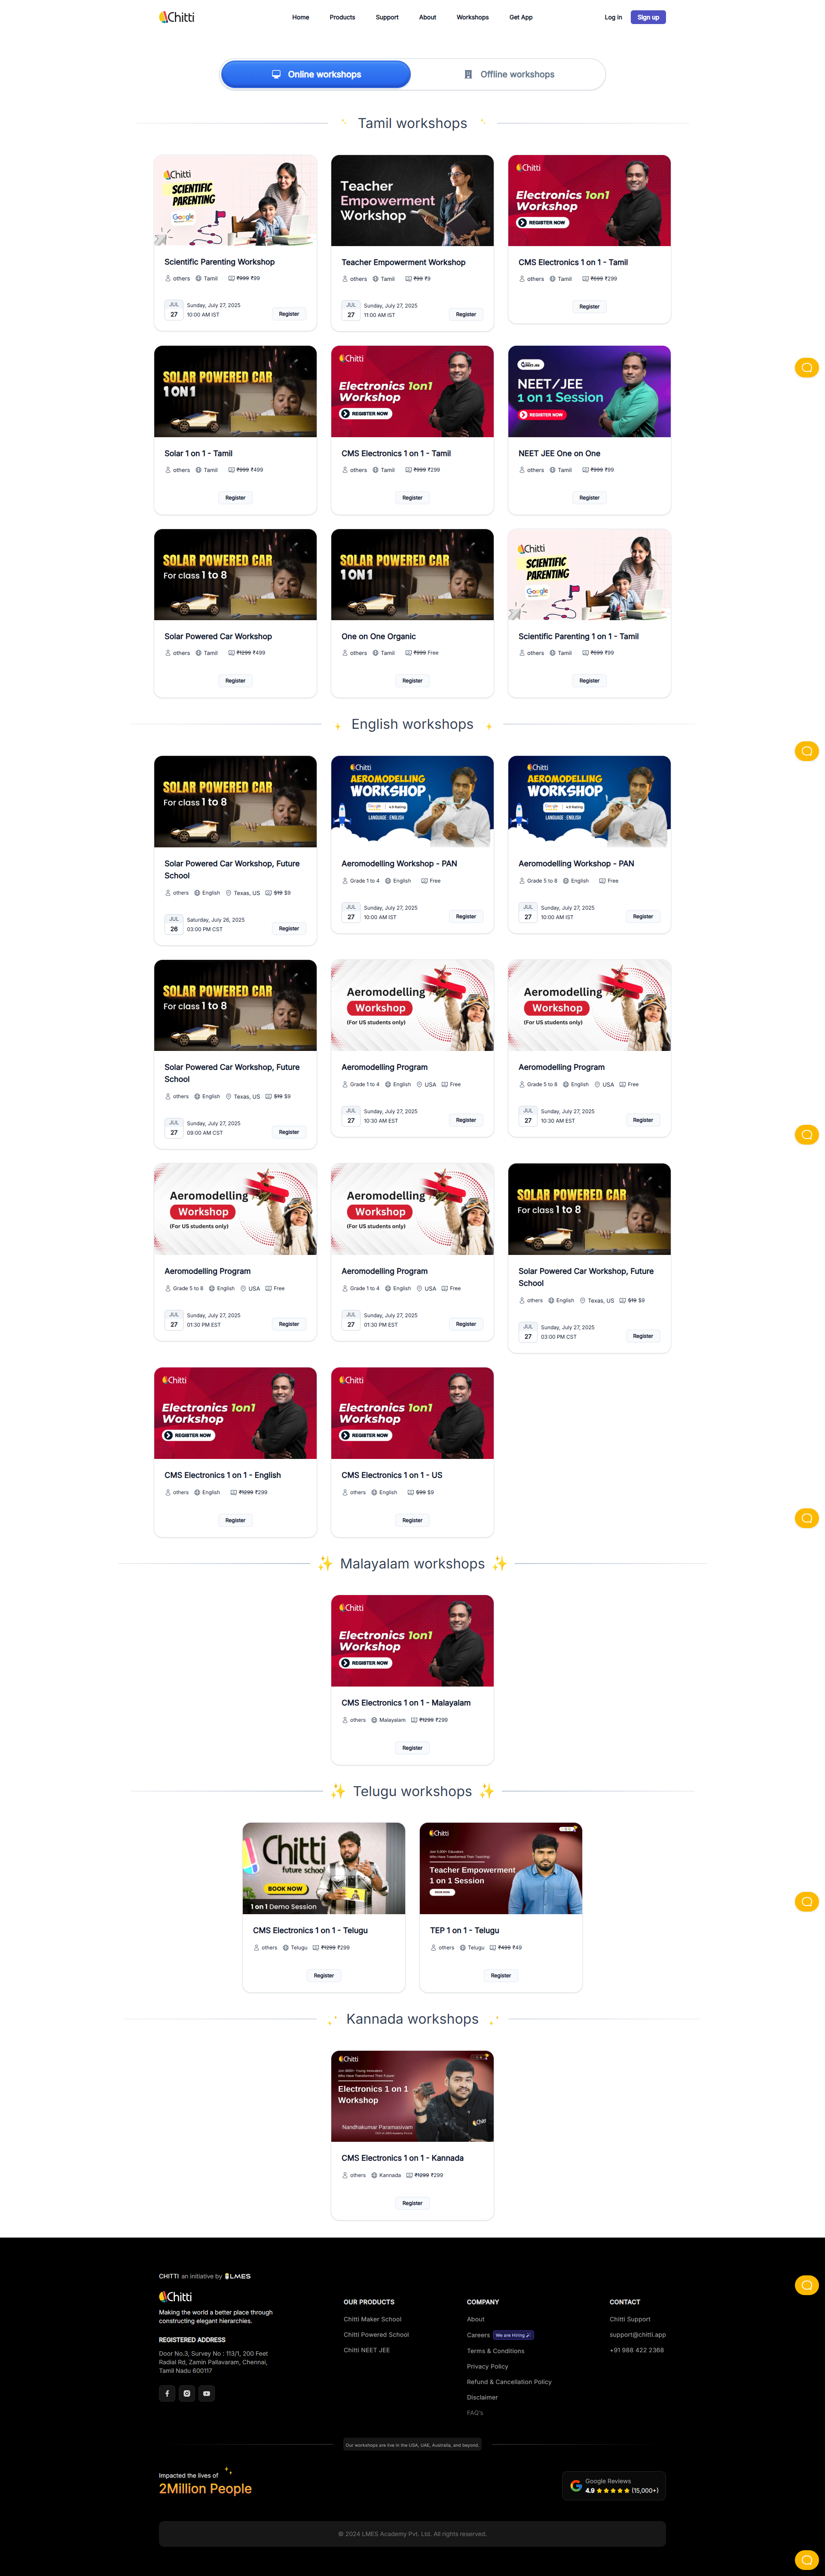 Chitti
Home Products Support About Workshops Get App
Log in Sign up
Online workshops Offline workshops
Tamil workshops
Chitti
SCIENTIFIC
PARENTING
Google
Scientific Parenting Workshop
others Tamil ₹999 ₹99
JUL
27
Sunday, July 27, 2025
10:00 AM IST
Register
Teacher
Empowerment
Workshop
Teacher Empowerment Workshop
others Tamil ₹99 ₹9
JUL
27
Sunday, July 27, 2025
11:00 AM IST
Register
Chitti
Electronics 1on1
Workshop
REGISTER NOW
CMS Electronics 1 on 1 - Tamil
others Tamil ₹699 ₹299
Register
SOLAR POWERED CAR
1 ON 1
Solar 1 on 1 - Tamil
others Tamil ₹999 ₹499
Register
Chitti
Electronics 1on1
Workshop
REGISTER NOW
CMS Electronics 1 on 1 - Tamil
others Tamil ₹999 ₹299
Register
NEET/JEE
1 on 1 Session
REGISTER NOW
NEET JEE One on One
others Tamil ₹999 ₹99
Register
SOLAR POWERED CAR
For class 1 to 8
Solar Powered Car Workshop
others Tamil ₹1299 ₹499
Register
SOLAR POWERED CAR
1 ON 1
One on One Organic
others Tamil ₹999 Free
Register
Chitti
SCIENTIFIC
PARENTING
Google
Scientific Parenting 1 on 1 - Tamil
others Tamil ₹699 ₹99
Register
English workshops
SOLAR POWERED CAR
For class 1 to 8
Solar Powered Car Workshop, Future
School
others English Texas, US $19 $9
JUL
26
Saturday, July 26, 2025
03:00 PM CST
Register
Chitti
AEROMODELLING
WORKSHOP
Google 4.9 Rating
LANGUAGE : ENGLISH
Aeromodelling Workshop - PAN
Grade 1 to 4 English Free
JUL
27
Sunday, July 27, 2025
10:00 AM IST
Register
Chitti
AEROMODELLING
WORKSHOP
Google 4.9 Rating
LANGUAGE : ENGLISH
Aeromodelling Workshop - PAN
Grade 5 to 8 English Free
JUL
27
Sunday, July 27, 2025
10:00 AM IST
Register
SOLAR POWERED CAR
For class 1 to 8
Solar Powered Car Workshop, Future
School
others English Texas, US $19 $9
JUL
27
Sunday, July 27, 2025
09:00 AM CST
Register
Aeromodelling
Workshop
(For US students only)
Aeromodelling Program
Grade 1 to 4 English USA Free
JUL
27
Sunday, July 27, 2025
10:30 AM EST
Register
Aeromodelling
Workshop
(For US students only)
Aeromodelling Program
Grade 5 to 8 English USA Free
JUL
27
Sunday, July 27, 2025
10:30 AM EST
Register
Aeromodelling
Workshop
(For US students only)
Aeromodelling Program
Grade 5 to 8 English USA Free
JUL
27
Sunday, July 27, 2025
01:30 PM EST
Register
Aeromodelling
Workshop
(For US students only)
Aeromodelling Program
Grade 1 to 4 English USA Free
JUL
27
Sunday, July 27, 2025
01:30 PM EST
Register
SOLAR POWERED CAR
For class 1 to 8
Solar Powered Car Workshop, Future
School
others English Texas, US $19 $9
JUL
27
Sunday, July 27, 2025
03:00 PM CST
Register
Chitti
Electronics 1on1
Workshop
REGISTER NOW
CMS Electronics 1 on 1 - English
others English ₹1299 ₹299
Register
Chitti
Electronics 1on1
Workshop
REGISTER NOW
CMS Electronics 1 on 1 - US
others English $99 $9
Register
Malayalam workshops
Chitti
Electronics 1on1
Workshop
REGISTER NOW
CMS Electronics 1 on 1 - Malayalam
others Malayalam ₹1299 ₹299
Register
Telugu workshops
Chitti
future school
BOOK NOW
1 on 1 Demo Session
CMS Electronics 1 on 1 - Telugu
others Telugu ₹1299 ₹299
Register
Chitti
Who Have Transformed Their Teaching!
Teacher Empowerment
1 on 1 Session
BOOK NOW
TEP 1 on 1 - Telugu
others Telugu ₹499 ₹49
Register
Kannada workshops
Chitti
Who Have Transformed Their Future!
Electronics 1 on 1
Workshop
Nandhakumar Paramasivam
Chitti
CMS Electronics 1 on 1 - Kannada
others Kannada ₹1999 ₹299
Register
CHITTI an initiative by LMES
Chitti
Making the world a better place through
constructing elegant hierarchies.
REGISTERED ADDRESS
Door No.3, Survey No : 113/1, 200 Feet
Radial Rd, Zamin Pallavaram, Chennai,
Tamil Nadu 600117
OUR PRODUCTS
Chitti Maker School
Chitti Powered School
Chitti NEET JEE
COMPANY
About
Careers We are Hiring
Terms & Conditions
Privacy Policy
Refund & Cancellation Policy
Disclaimer
FAQ's
CONTACT
Chitti Support
support@chitti.app
+91 988 422 2368
Our workshops are live in the USA, UAE, Australia, and beyond.
Impacted the lives of
2Million People
Google Reviews
4.9 (15,000+)
© 2024 LMES Academy Pvt. Ltd. All rights reserved.